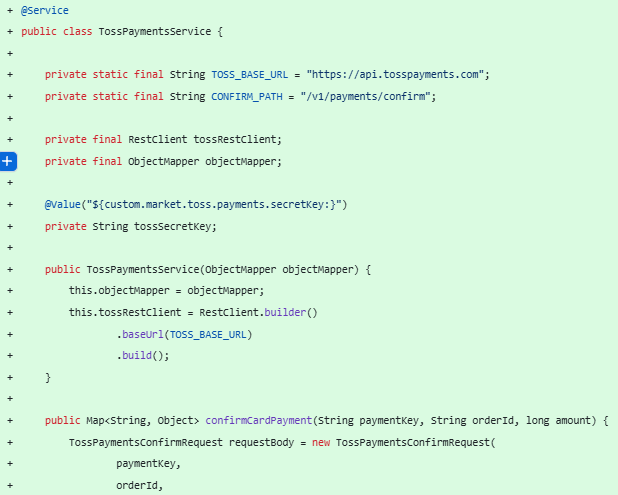 + @Service
+ public class TossPaymentsService {
+
+     private static final String TOSS_BASE_URL = "https://api.tosspayments.com";
+     private static final String CONFIRM_PATH = "/v1/payments/confirm";
+
+     private final RestClient tossRestClient;
+     private final ObjectMapper objectMapper;
+
+     @Value("${custom.market.toss.payments.secretKey:}")
+     private String tossSecretKey;
+
+     public TossPaymentsService(ObjectMapper objectMapper) {
+         this.objectMapper = objectMapper;
+         this.tossRestClient = RestClient.builder()
+                 .baseUrl(TOSS_BASE_URL)
+                 .build();
+     }
+
+     public Map<String, Object> confirmCardPayment(String paymentKey, String orderId, long amount) {
+         TossPaymentsConfirmRequest requestBody = new TossPaymentsConfirmRequest(
+                 paymentKey,
+                 orderId,